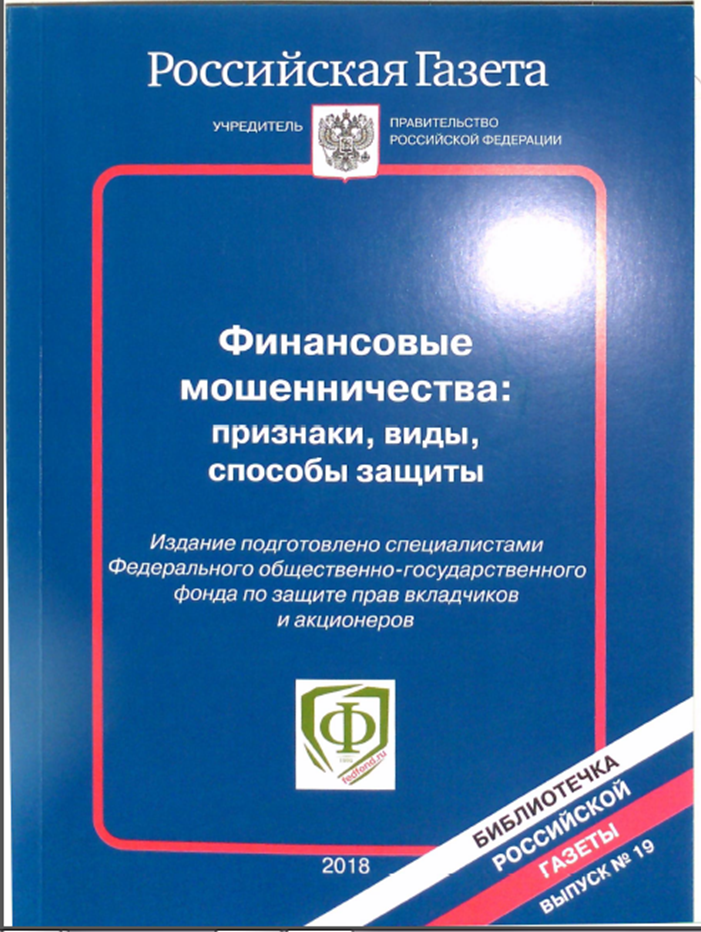 Российская Газета
УЧРЕДИТЕЛЬ
ПРАВИТЕЛЬСТВО
РОССИЙСКОЙ ФЕДЕРАЦИИ
Финансовые
мошенничества:
признаки, виды,
способы защиты
Издание подготовлено специалистами
Федерального общественно-государственного
фонда по защите прав вкладчиков
и акционеров
Ф
fedfond.ru
2018
БИБЛИОТЕЧКА
РОССИЙСКОЙ
ГАЗЕТЫ
ВЫПУСК № 19